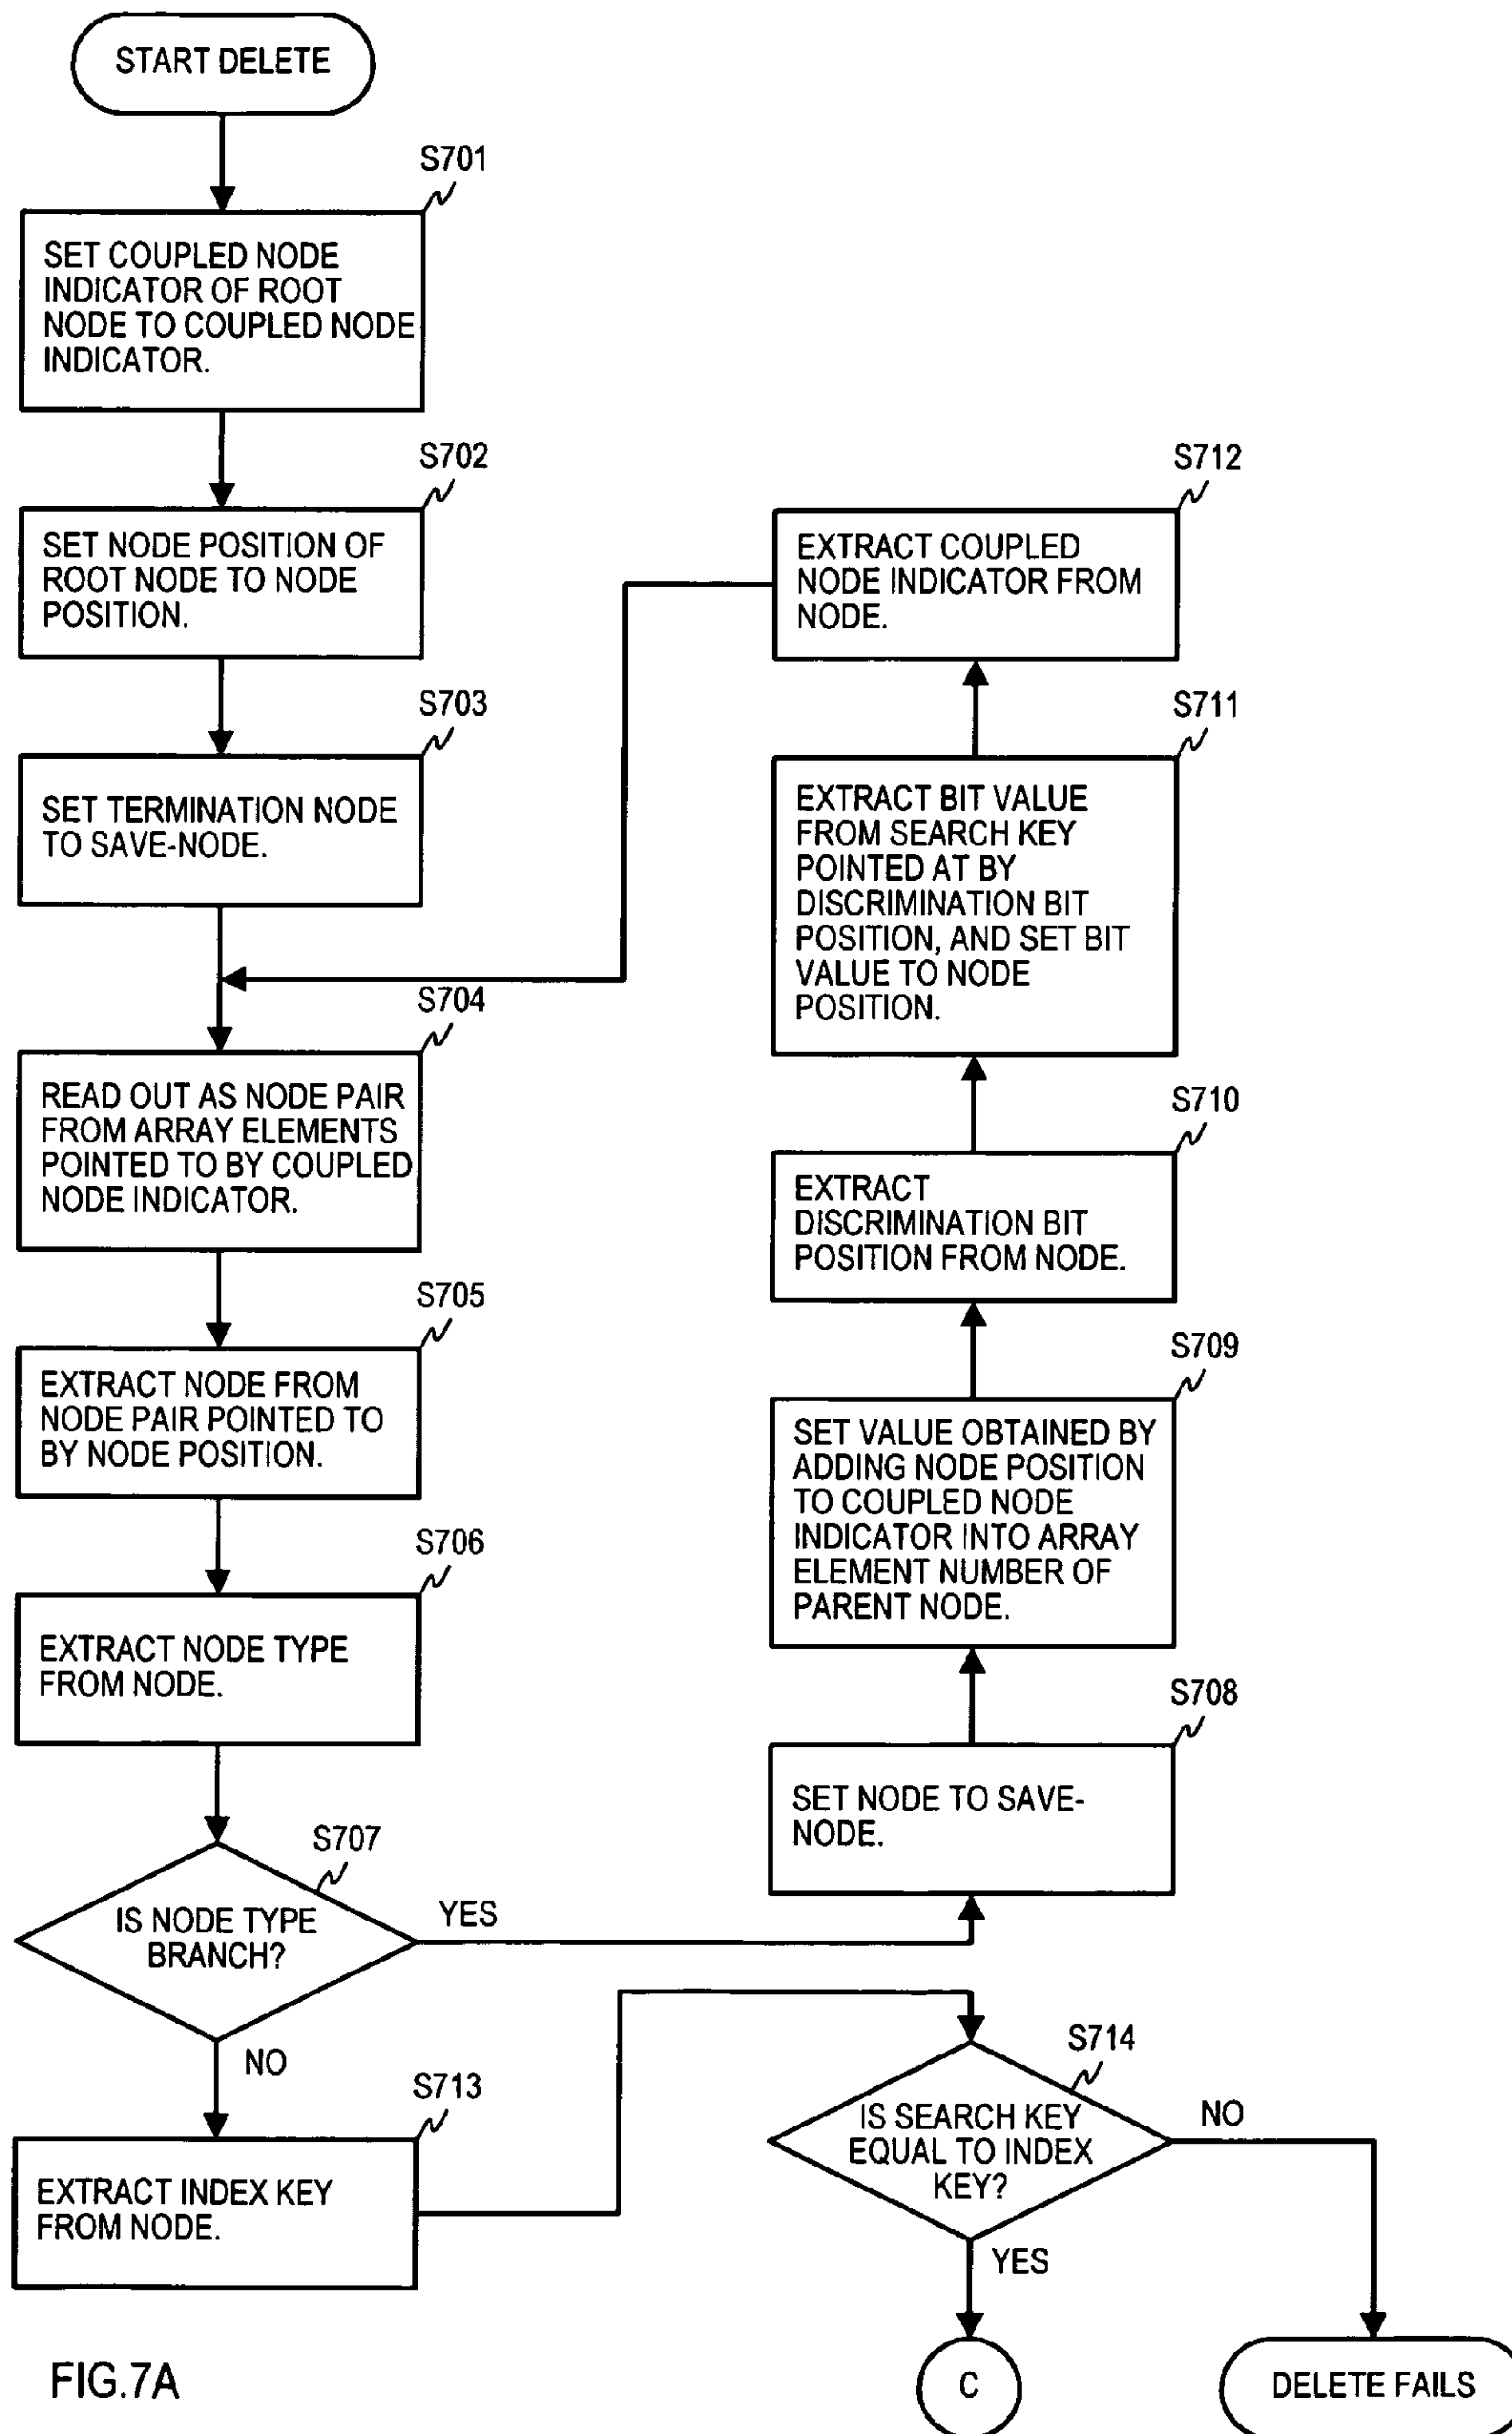 START DELETE
S701
SET COUPLED NODE
INDICATOR OF ROOT
NODE TO COUPLED NODE
INDICATOR.
S702
SET NODE POSITION OF
ROOT NODE TO NODE
POSITION.
S703
SET TERMINATION NODE
TO SAVE-NODE.
S704
READ OUT AS NODE PAIR
FROM ARRAY ELEMENTS
POINTED TO BY COUPLED
NODE INDICATOR.
S705
EXTRACT NODE FROM
NODE PAIR POINTED TO
BY NODE POSITION.
S706
EXTRACT NODE TYPE
FROM NODE.
S707
IS NODE TYPE
BRANCH?
YES
NO
S708
SET NODE TO SAVE-
NODE.
S709
SET VALUE OBTAINED BY
ADDING NODE POSITION
TO COUPLED NODE
INDICATOR INTO ARRAY
ELEMENT NUMBER OF
PARENT NODE.
S710
EXTRACT
DISCRIMINATION BIT
POSITION FROM NODE.
S711
EXTRACT BIT VALUE
FROM SEARCH KEY
POINTED AT BY
DISCRIMINATION BIT
POSITION, AND SET BIT
VALUE TO NODE
POSITION.
S712
EXTRACT COUPLED
NODE INDICATOR FROM
NODE.
S713
EXTRACT INDEX KEY
FROM NODE.
S714
IS SEARCH KEY
EQUAL TO INDEX
KEY?
NO
YES
C
DELETE FAILS
FIG.7A